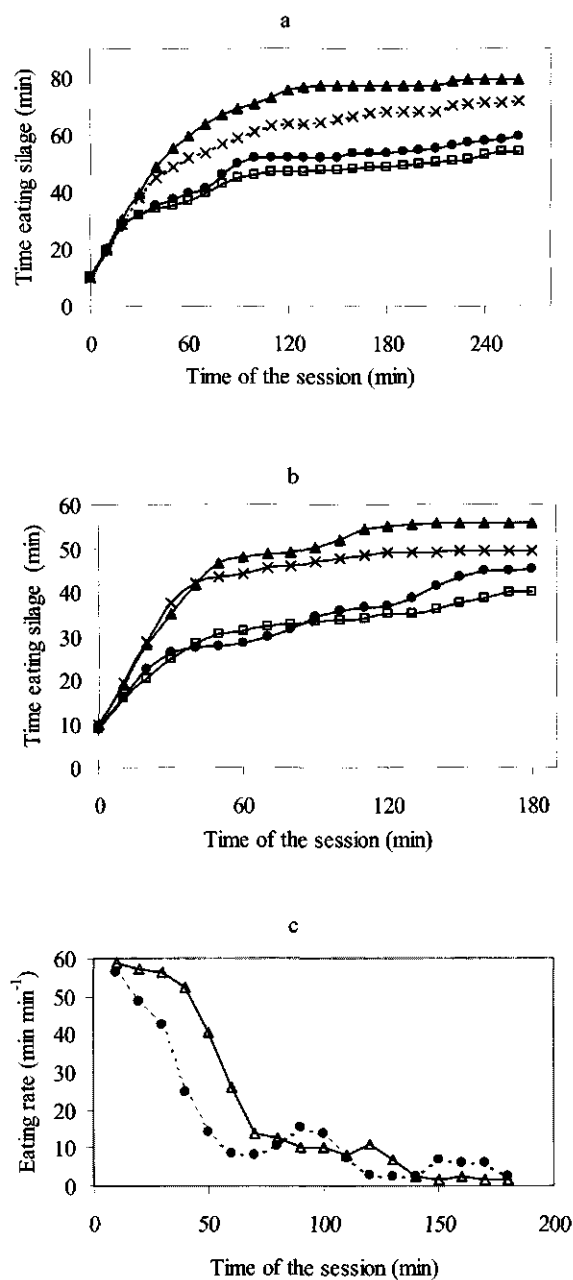 a
80
60
40
20
0
Time eating silage (min)
0 60 120 180 240
Time of the session (min)
b
60
50
40
30
20
10
0
Time eating silage (min)
0 60 120 180
Time of the session (min)
c
60
50
40
30
20
10
0
Eating rate (min min⁻¹)
0 50 100 150 200
Time of the session (min)